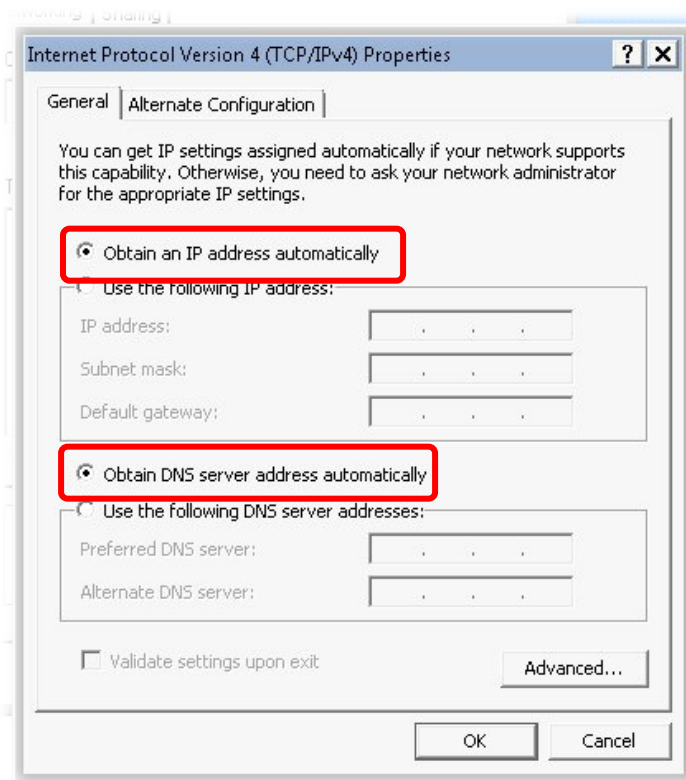 Sharing
Internet Protocol Version 4 (TCP/IPv4) Properties
General
Alternate Configuration
You can get IP settings assigned automatically if your network supports
this capability. Otherwise, you need to ask your network administrator
for the appropriate IP settings.
Obtain an IP address automatically
Use the following IP address:
IP address:
Subnet mask:
Default gateway:
Obtain DNS server address automatically
Use the following DNS server addresses:
Preferred DNS server:
Alternate DNS server:
Validate settings upon exit
Advanced...
OK
Cancel